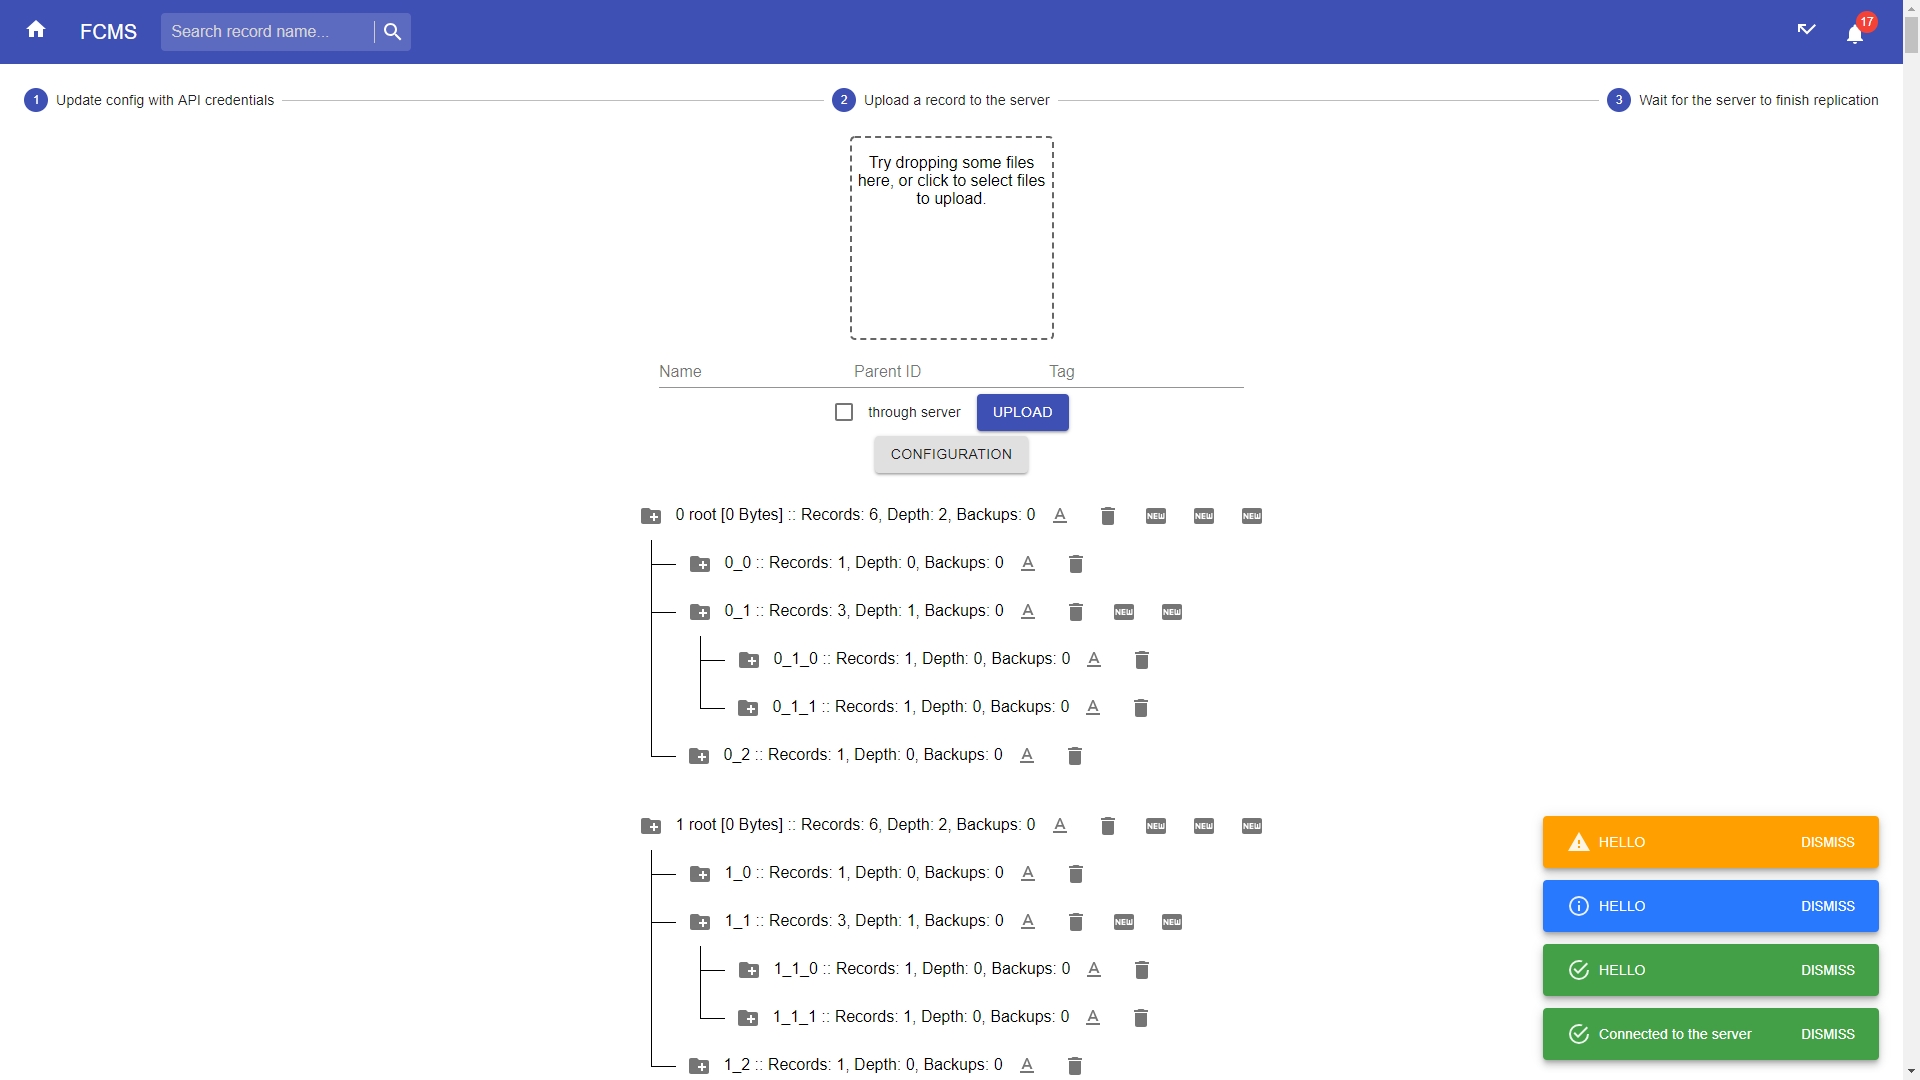 FCMS
Search record name...
17
1 Update config with API credentials
2 Upload a record to the server
3 Wait for the server to finish replication
Try dropping some files
here, or click to select files
to upload.
Name Parent ID Tag
through server UPLOAD
CONFIGURATION
0 root [0 Bytes] :: Records: 6, Depth: 2, Backups: 0 A NEW NEW NEW
0_0 :: Records: 1, Depth: 0, Backups: 0 A
0_1 :: Records: 3, Depth: 1, Backups: 0 A NEW NEW
0_1_0 :: Records: 1, Depth: 0, Backups: 0 A
0_1_1 :: Records: 1, Depth: 0, Backups: 0 A
0_2 :: Records: 1, Depth: 0, Backups: 0 A
1 root [0 Bytes] :: Records: 6, Depth: 2, Backups: 0 A NEW NEW NEW
1_0 :: Records: 1, Depth: 0, Backups: 0 A
1_1 :: Records: 3, Depth: 1, Backups: 0 A NEW NEW
1_1_0 :: Records: 1, Depth: 0, Backups: 0 A
1_1_1 :: Records: 1, Depth: 0, Backups: 0 A
1_2 :: Records: 1, Depth: 0, Backups: 0 A
HELLO DISMISS
HELLO DISMISS
HELLO DISMISS
Connected to the server DISMISS